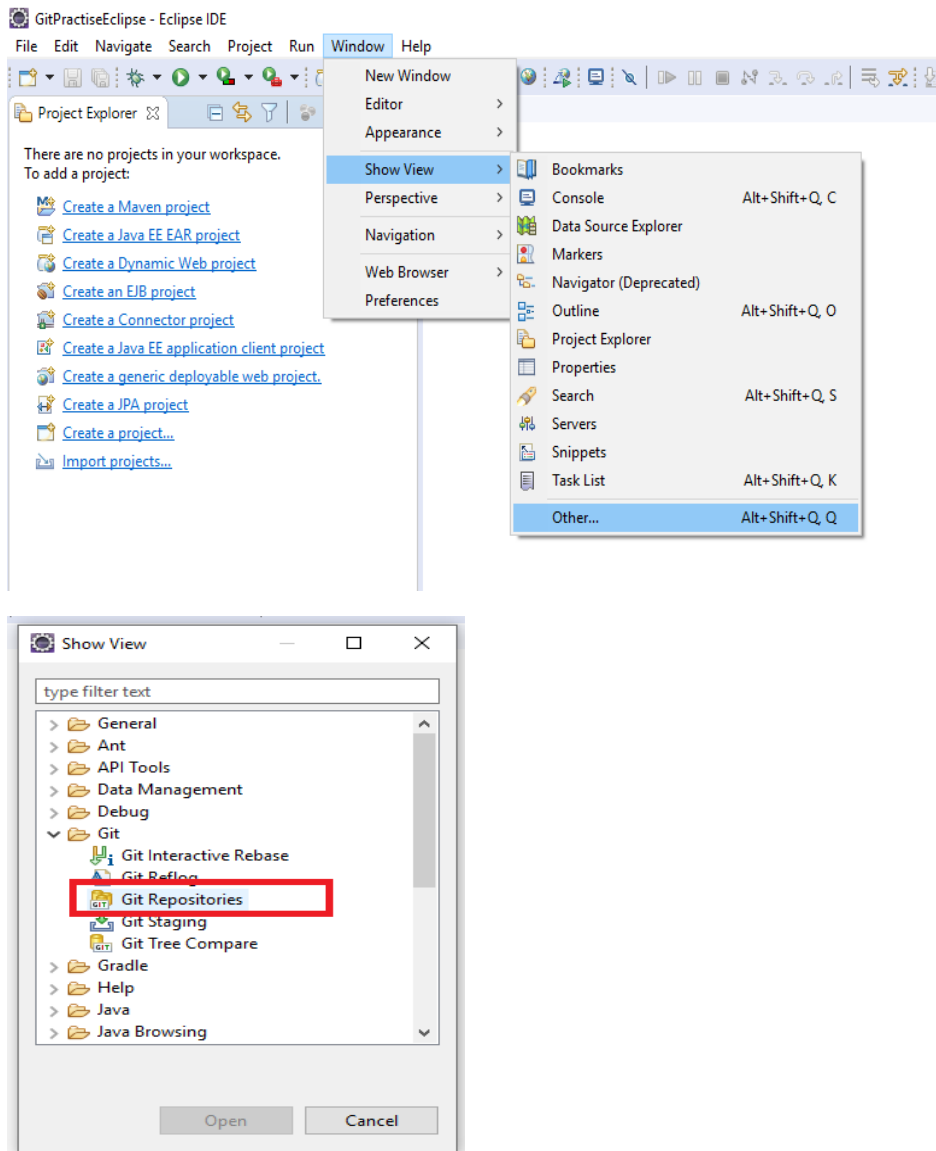 GitPractiseEclipse - Eclipse IDE
File Edit Navigate Search Project Run Window Help
Project Explorer
There are no projects in your workspace.
To add a project:
Create a Maven project
Create a Java EE EAR project
Create a Dynamic Web project
Create an EJB project
Create a Connector project
Create a Java EE application client project
Create a generic deployable web project.
Create a JPA project
Create a project...
Import projects...
New Window
Editor
Appearance
Show View
Perspective
Navigation
Web Browser
Preferences
Bookmarks
Console Alt+Shift+Q, C
Data Source Explorer
Markers
Navigator (Deprecated)
Outline Alt+Shift+Q, O
Project Explorer
Properties
Search Alt+Shift+Q, S
Servers
Snippets
Task List Alt+Shift+Q, K
Other... Alt+Shift+Q, Q
Show View
type filter text
General
Ant
API Tools
Data Management
Debug
Git
Git Interactive Rebase
Git Reflog
Git Repositories
Git Staging
Git Tree Compare
Gradle
Help
Java
Java Browsing
Open Cancel